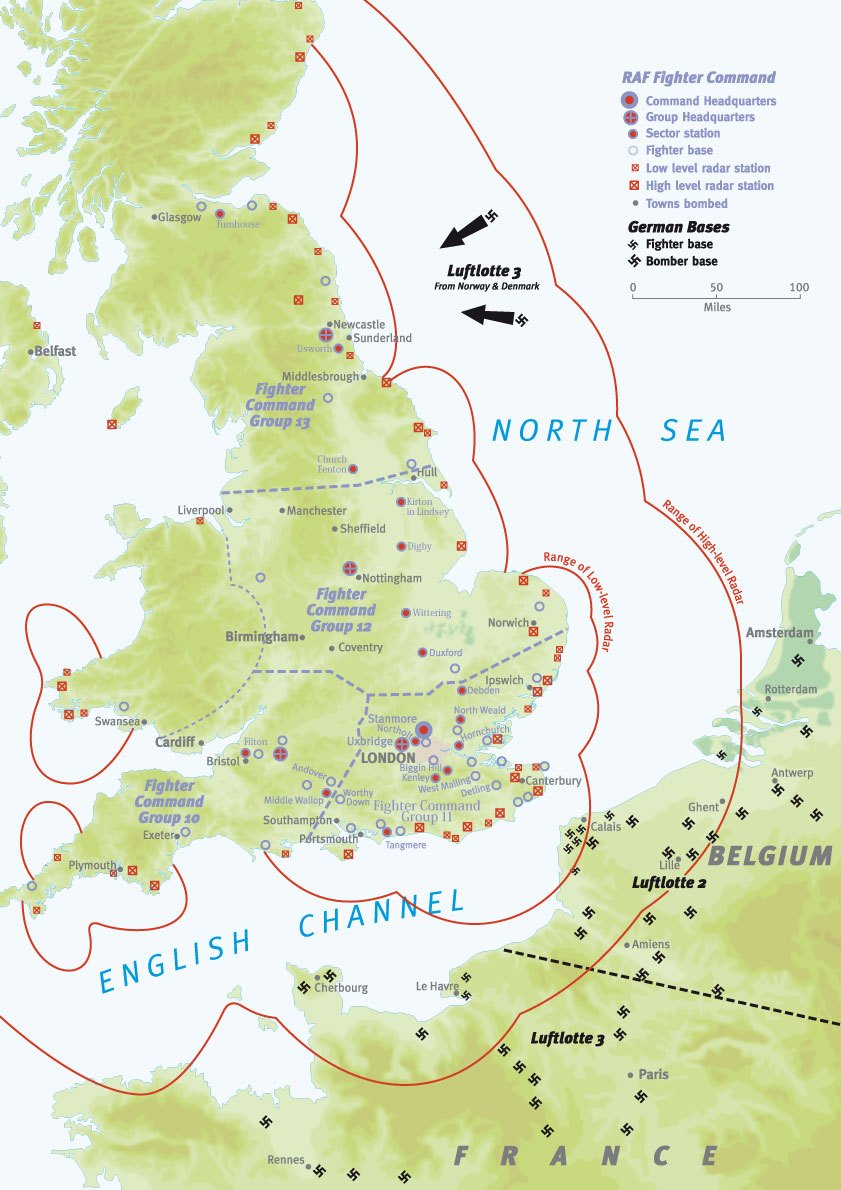 RAF Fighter Command
Command Headquarters
Group Headquarters
Sector station
Fighter base
Low level radar station
High level radar station
Towns bombed
German Bases
Fighter base
Bomber base
0 50 100
Miles
Glasgow
Turnhouse
Luftlotte 3
From Norway & Denmark
Newcastle
Sunderland
Usworth
Belfast
Middlesbrough
Fighter
Command
Group 13
NORTH SEA
Church
Fenton
Hull
Liverpool
Manchester
Kirton
in Lindsey
Sheffield
Digby
Range of High-level Radar
Range of Low-level Radar
Nottingham
Fighter
Command
Group 12
Wittering
Norwich
Birmingham
Coventry
Duxford
Amsterdam
Ipswich
Debden
Rotterdam
Swansea
Cardiff
Stanmore
North Weald
Northolt
Hornchurch
Uxbridge
LONDON
Filton
Bristol
Biggin Hill
Kenley
West Malling
Detling
Canterbury
Antwerp
Andover
Middle Wallop
Worthy
Down
Fighter
Command
Group 10
Fighter Command
Group 11
Ghent
Southampton
Portsmouth
Tangmere
Calais
Exeter
Plymouth
Lille
BELGIUM
Luftlotte 2
ENGLISH CHANNEL
Amiens
Cherbourg
Le Havre
Luftlotte 3
Paris
Rennes
FRANCE